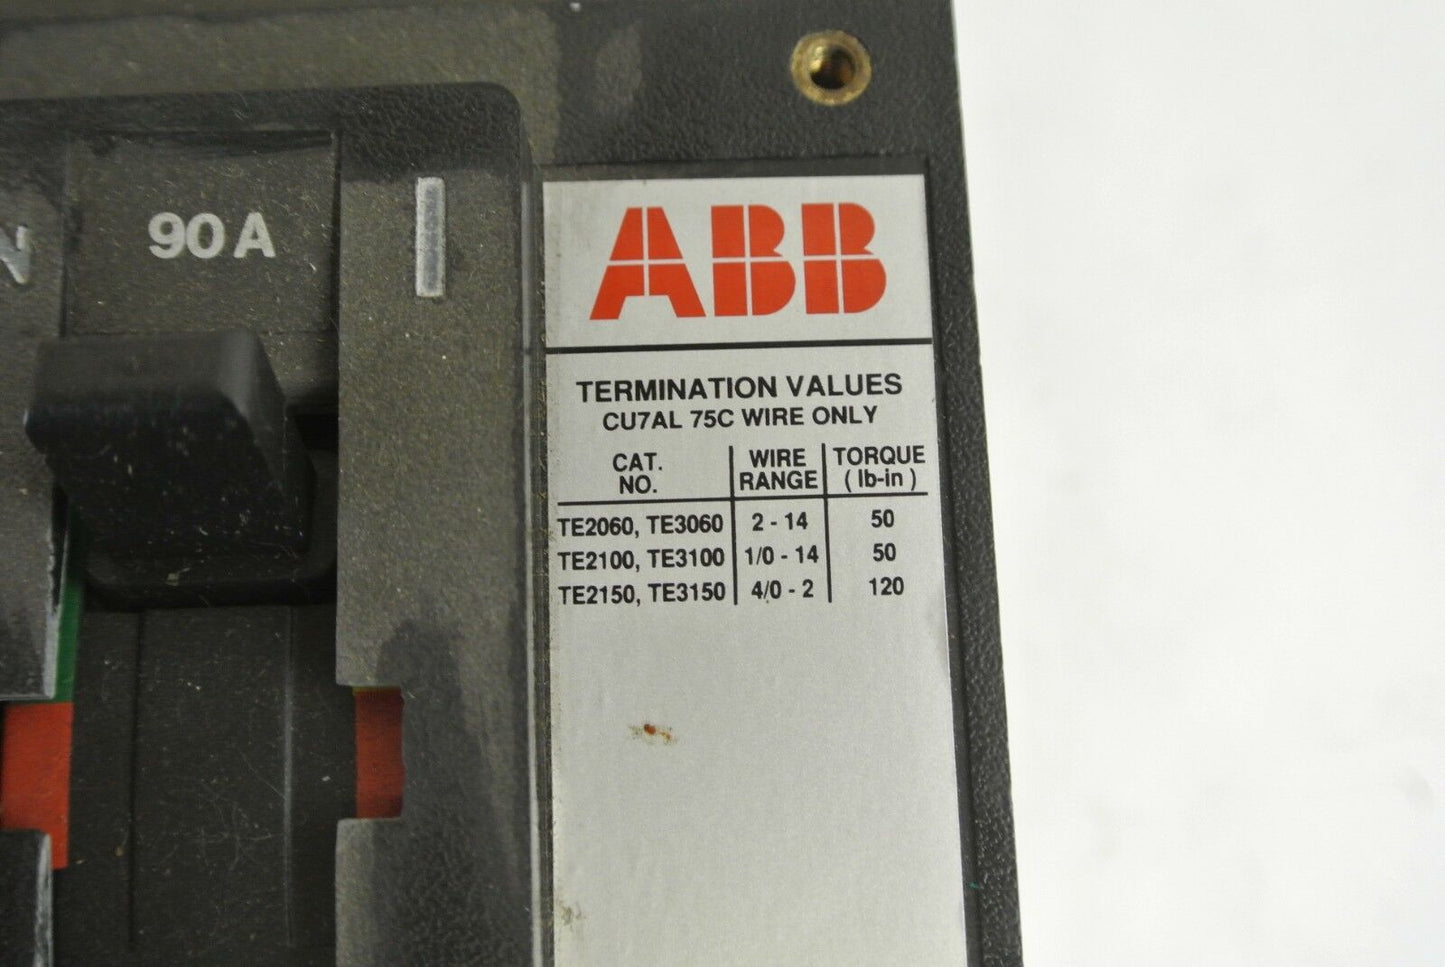 N
90 A
ABB
TERMINATION VALUES
CU7AL 75C WIRE ONLY
CAT. NO. WIRE RANGE TORQUE (lb-in)
TE2060, TE3060 2 - 14 50
TE2100, TE3100 1/0 - 14 50
TE2150, TE3150 4/0 - 2 120